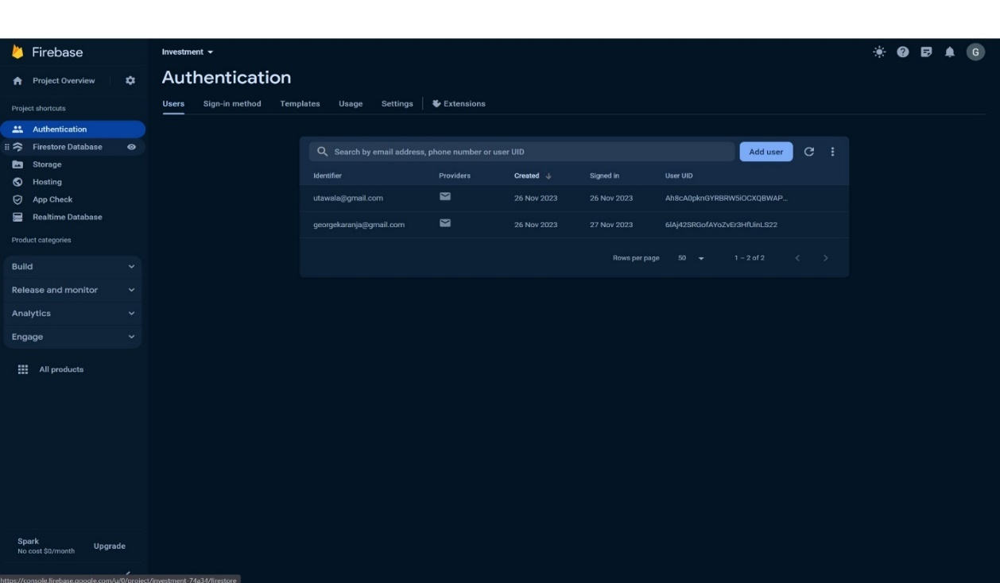 Firebase
Investment
G
Project Overview
Authentication
Project shortcuts
Users Sign-in method Templates Usage Settings Extensions
Authentication
Firestore Database
Storage
Hosting
App Check
Realtime Database
Product categories
Build
Release and monitor
Analytics
Engage
All products
Search by email address, phone number or user UID
Add user
Identifier Providers Created Signed in User UID
utawala@gmail.com 26 Nov 2023 26 Nov 2023 Ah8cA0pknGYRBRW5iOCXQBWAP...
georgekaranja@gmail.com 26 Nov 2023 27 Nov 2023 6lAj42SRGofAYoZvEr3HfUinLS22
Rows per page 50 1 – 2 of 2
Spark
No cost $0/month
Upgrade
https://console.firebase.google.com/u/0/project/investment-74a34/firestore